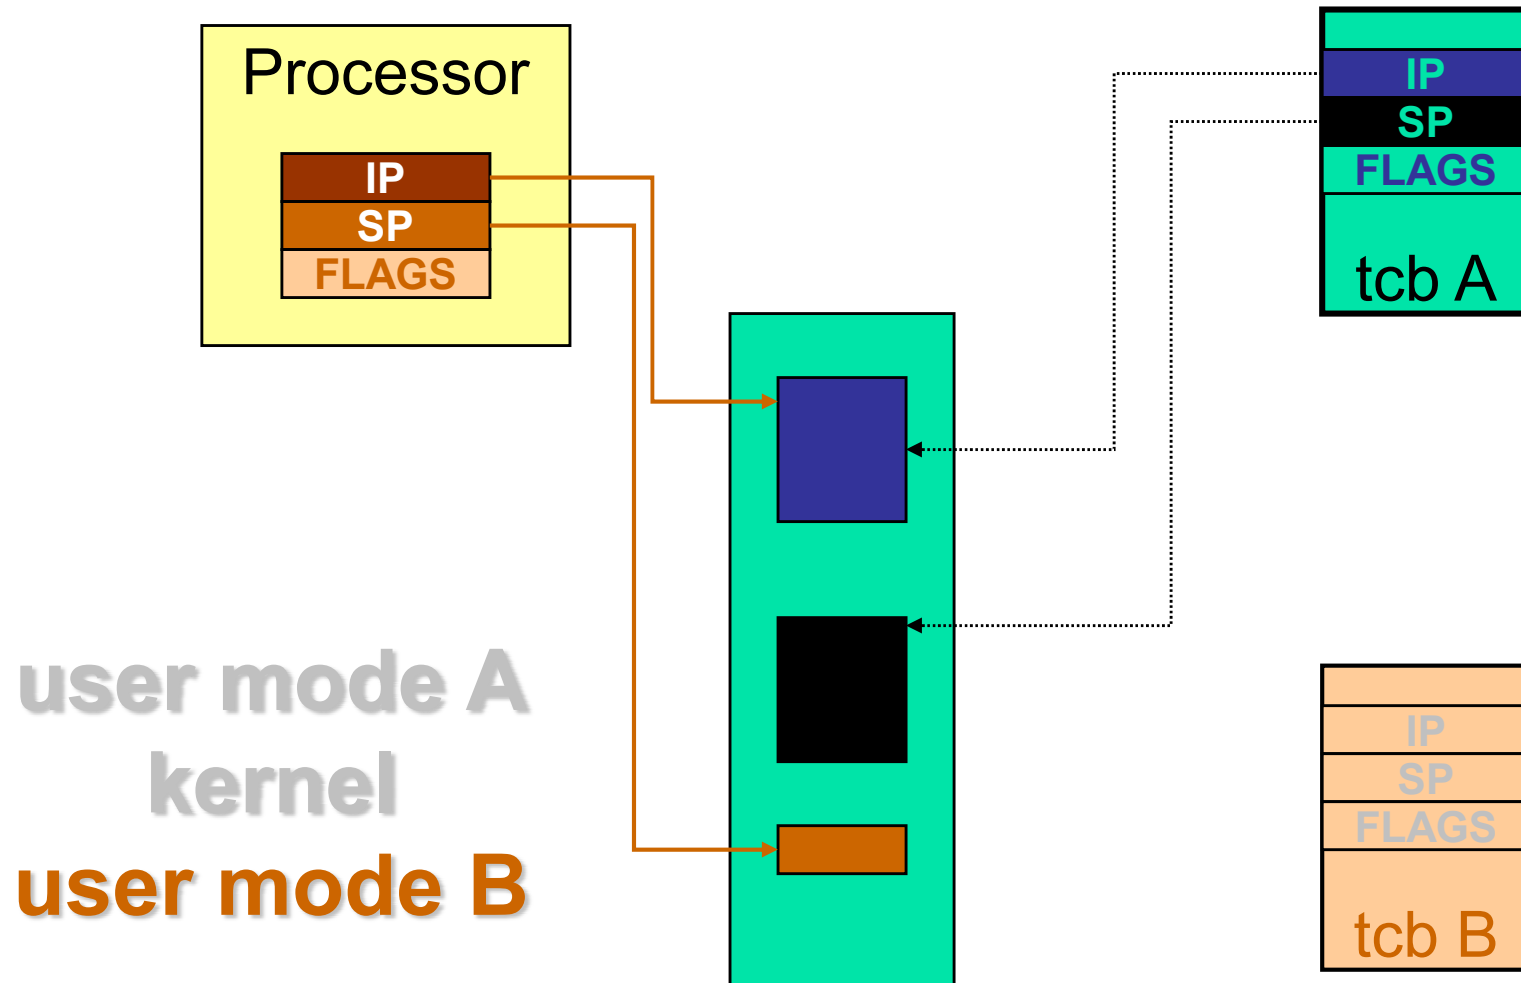 Processor
IP
SP
FLAGS
IP
SP
FLAGS
tcb A
user mode A
kernel
user mode B
IP
SP
FLAGS
tcb B